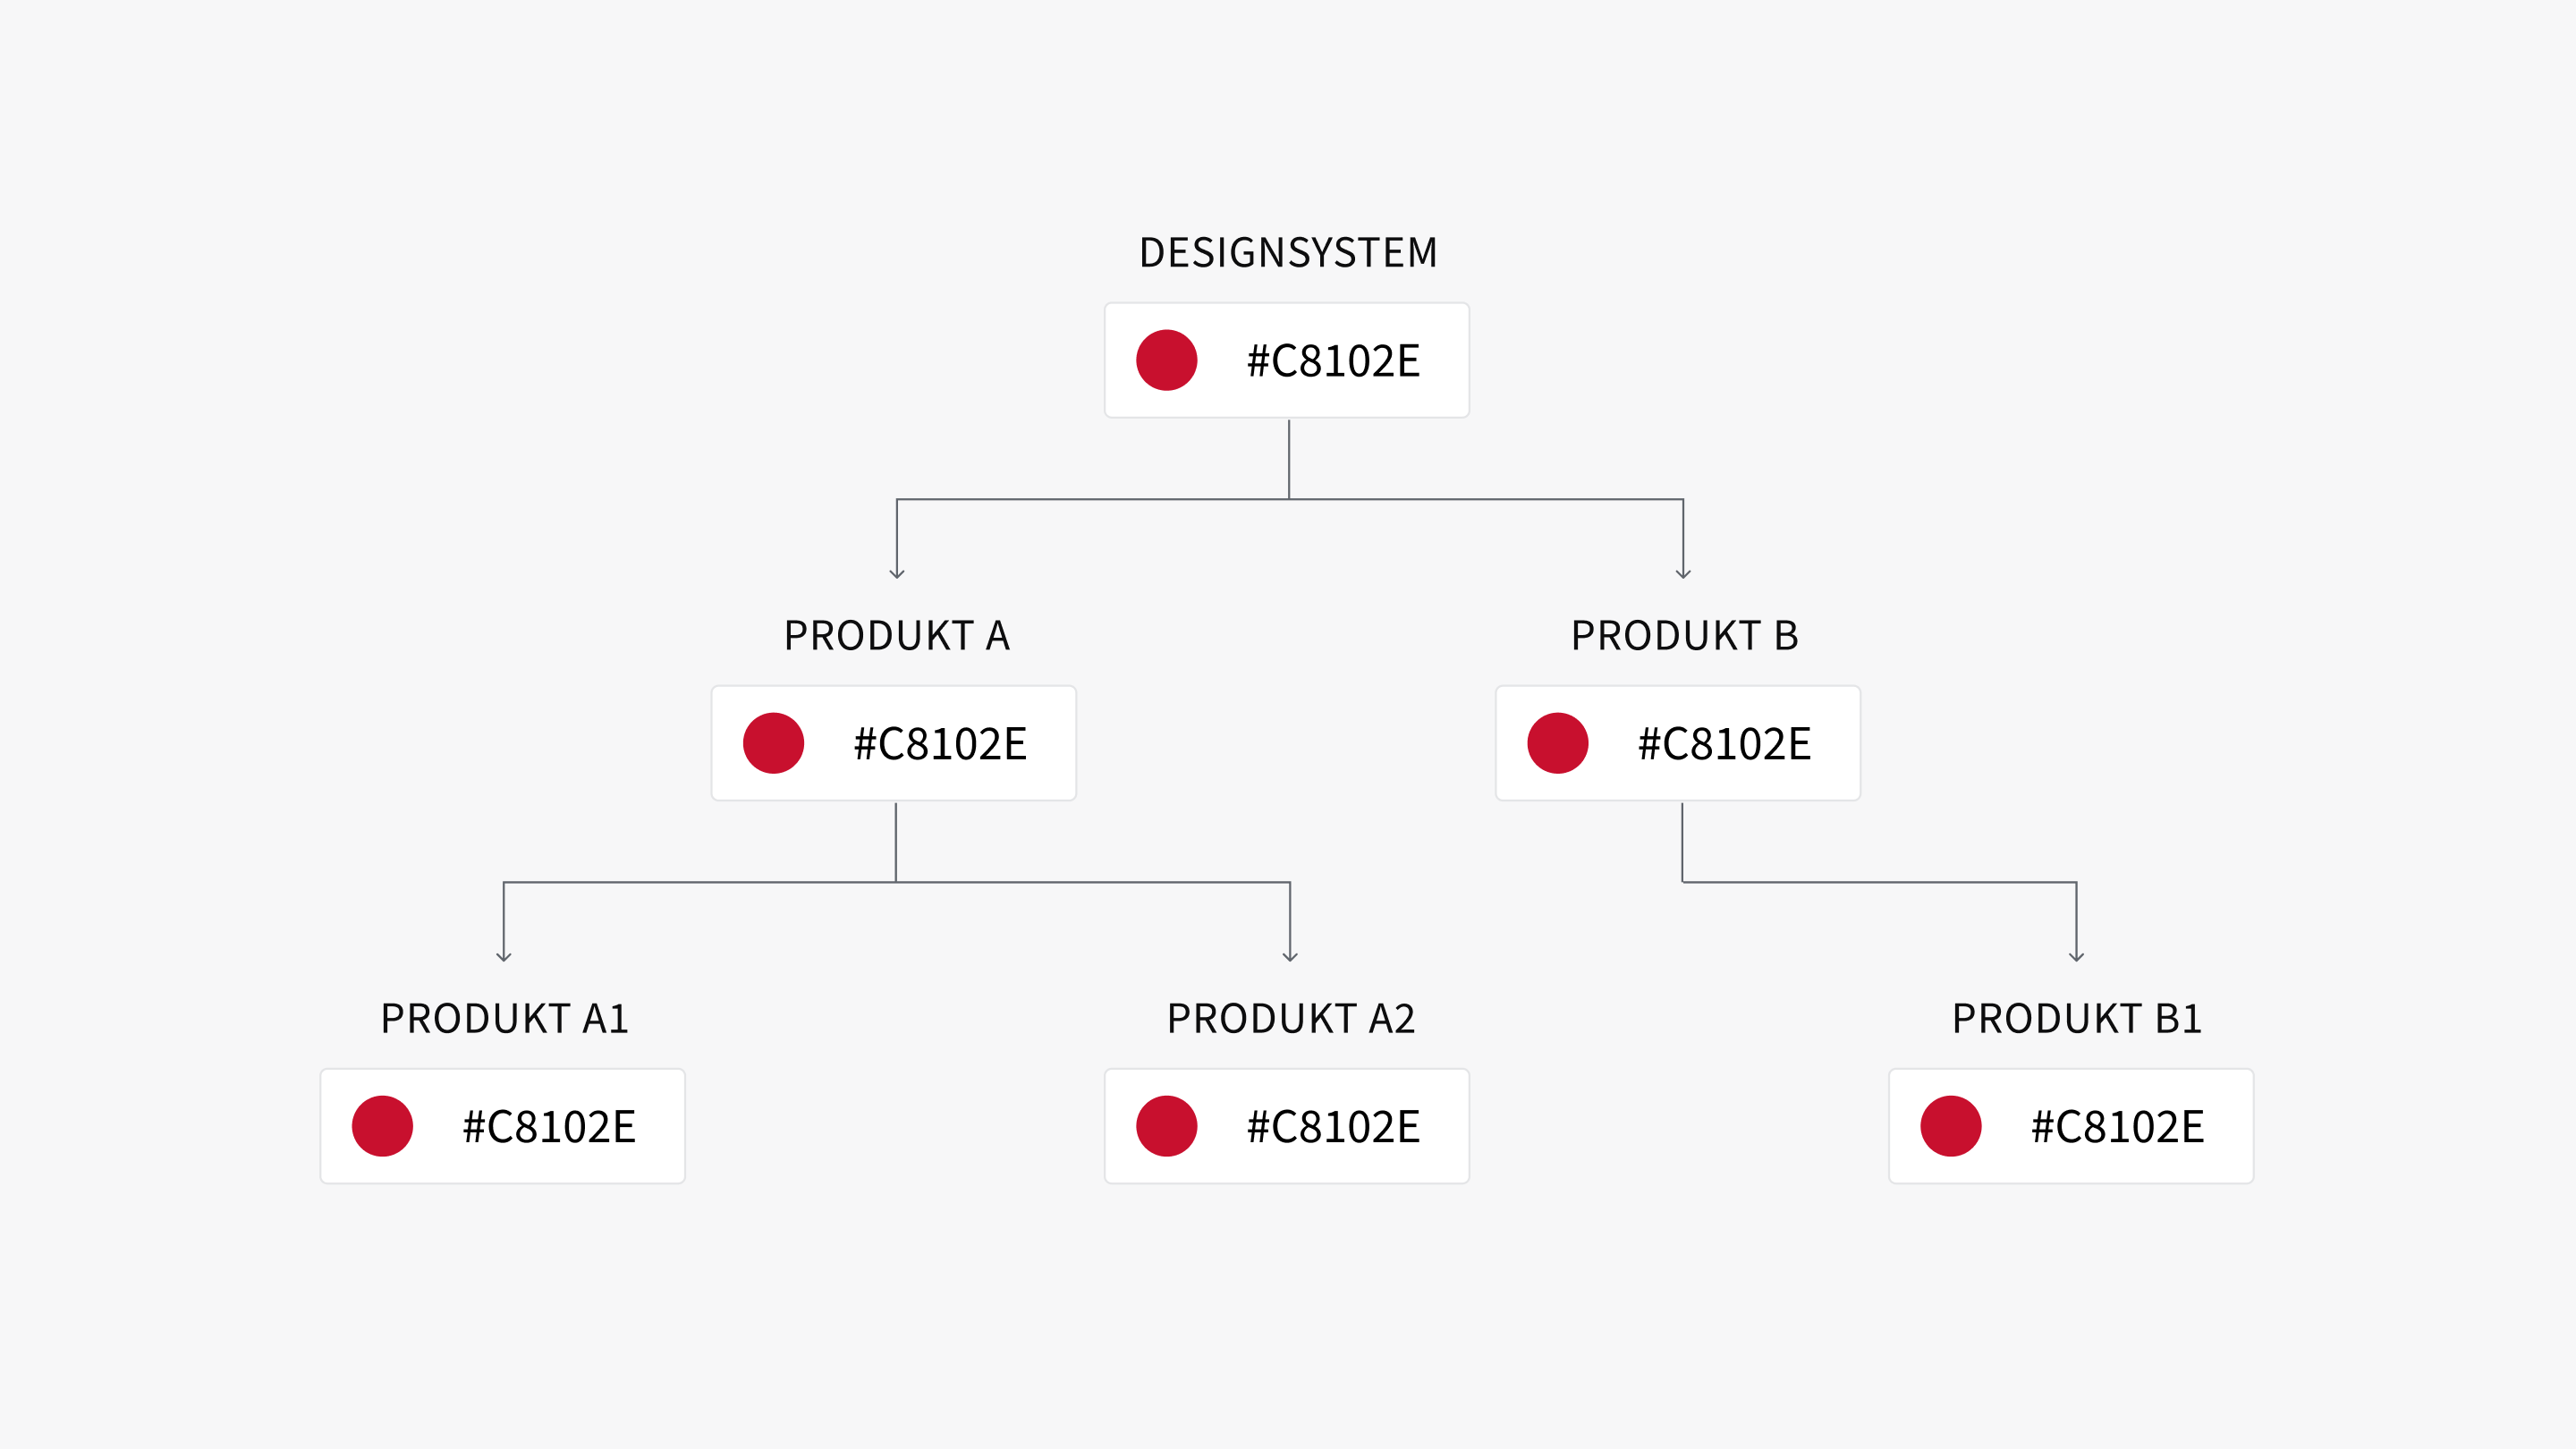 DESIGNSYSTEM
#C8102E
PRODUKT A
PRODUKT B
#C8102E
#C8102E
PRODUKT A1
PRODUKT A2
PRODUKT B1
#C8102E
#C8102E
#C8102E